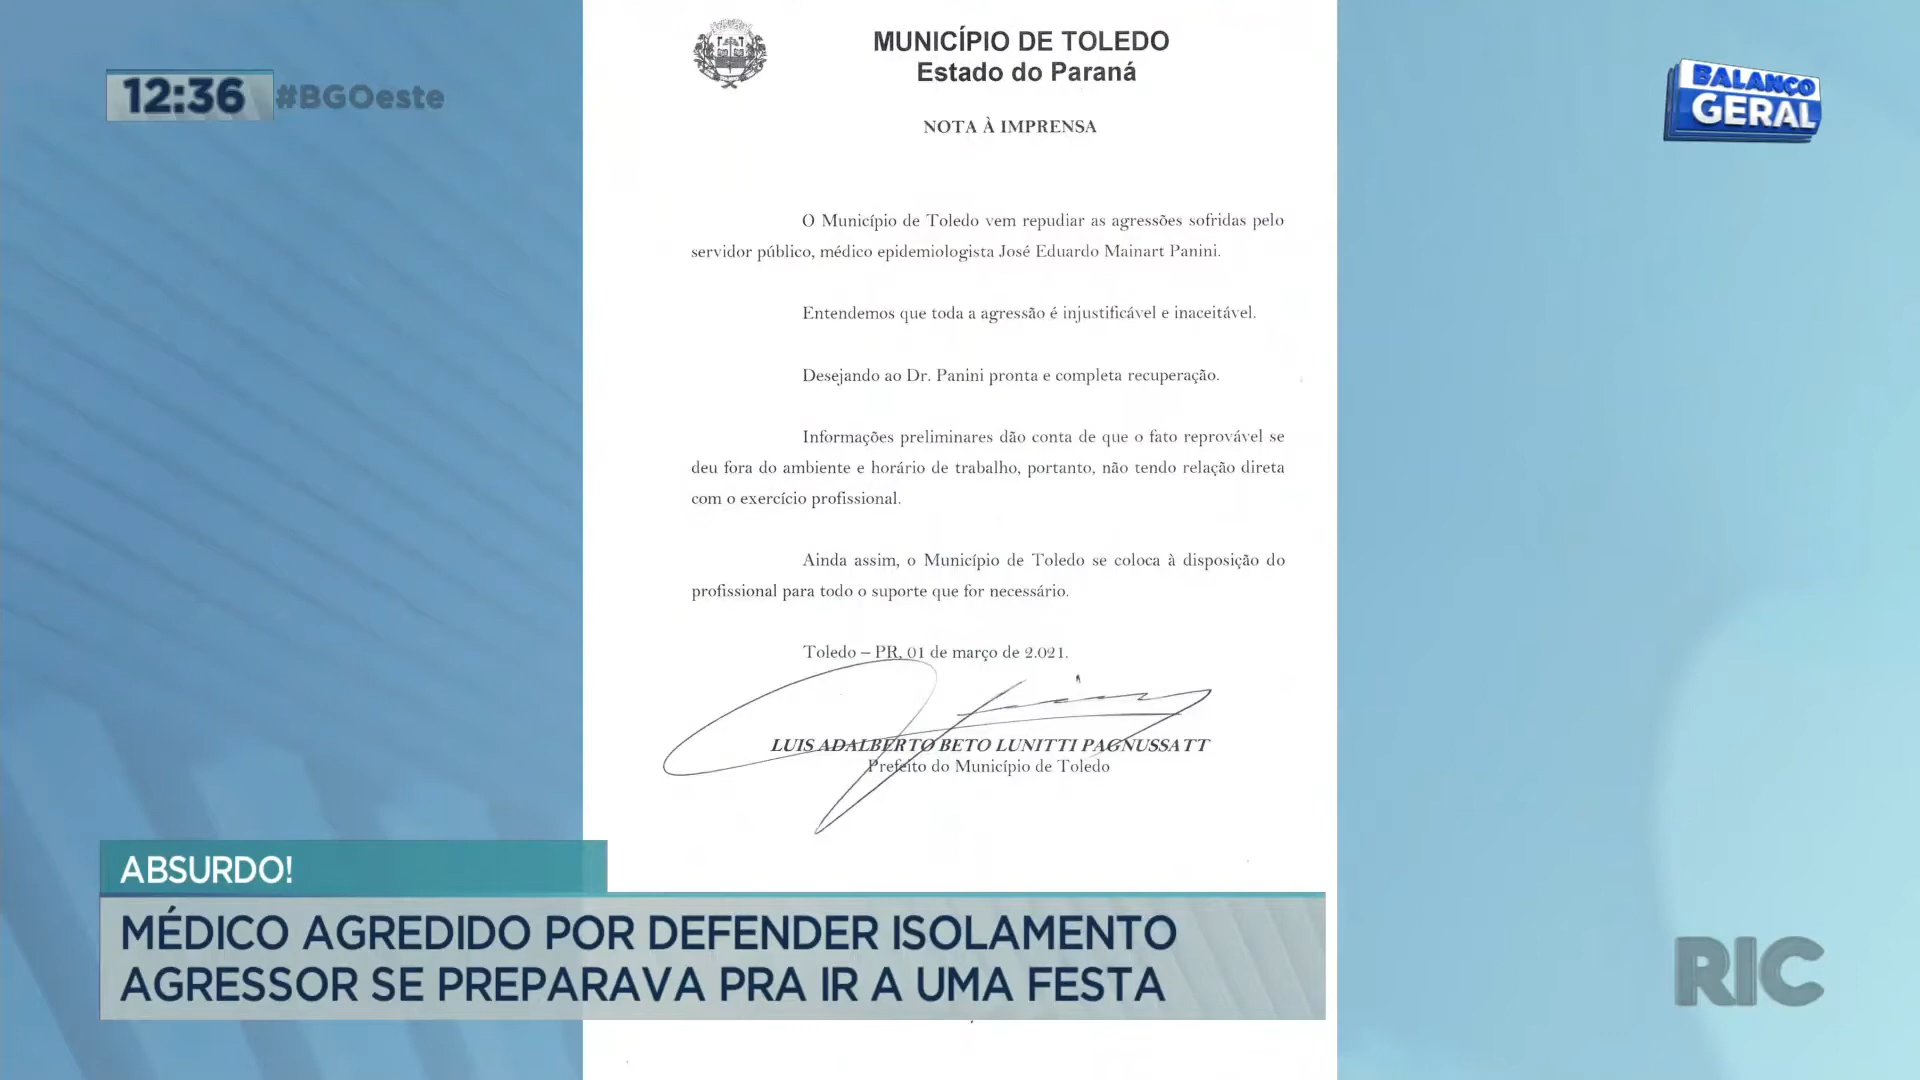 12:36 #BGOeste
BALANÇO
GERAL
MUNICÍPIO DE TOLEDO
Estado do Paraná
NOTA À IMPRENSA
O Município de Toledo vem repudiar as agressões sofridas pelo
servidor público, médico epidemiologista José Eduardo Mainart Panini.
Entendemos que toda a agressão é injustificável e inaceitável.
Desejando ao Dr. Panini pronta e completa recuperação.
Informações preliminares dão conta de que o fato reprovável se
deu fora do ambiente e horário de trabalho, portanto, não tendo relação direta
com o exercício profissional.
Ainda assim, o Município de Toledo se coloca à disposição do
profissional para todo o suporte que for necessário.
Toledo – PR, 01 de março de 2.021.
LUIS ADALBERTO BETO LUNITTI PAGNUSSATT
Prefeito do Município de Toledo
ABSURDO!
MÉDICO AGREDIDO POR DEFENDER ISOLAMENTO
AGRESSOR SE PREPARAVA PRA IR A UMA FESTA
RIC